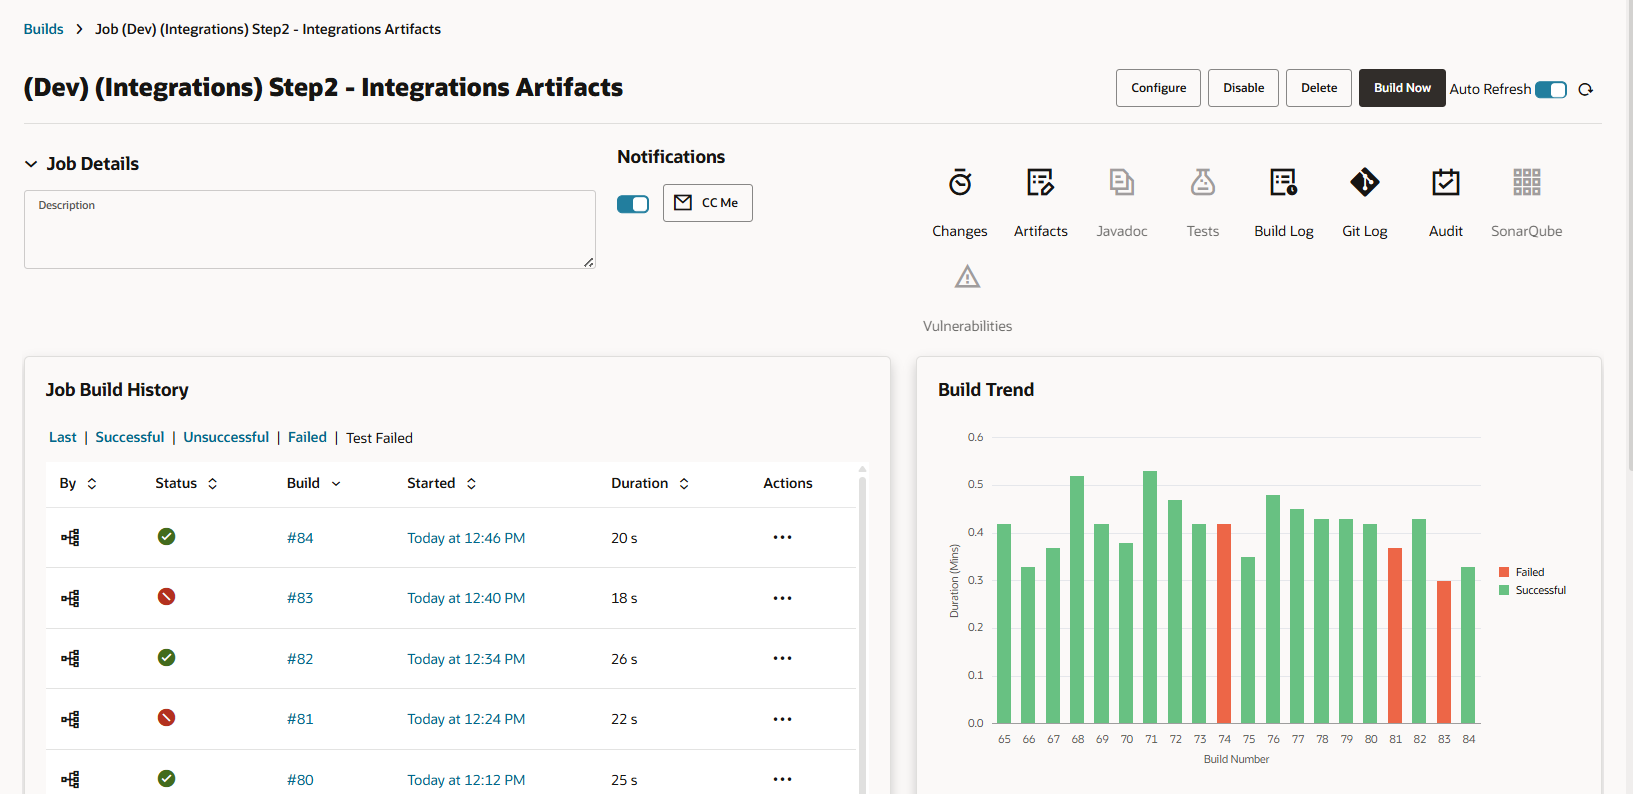 Builds > Job (Dev) (Integrations) Step2 - Integrations Artifacts
(Dev) (Integrations) Step2 - Integrations Artifacts
Configure Disable Delete Build Now Auto Refresh
Job Details
Description
Notifications
CC Me
Changes Artifacts Javadoc Tests Build Log Git Log Audit SonarQube
Vulnerabilities
Job Build History
Last | Successful | Unsuccessful | Failed | Test Failed
By Status Build Started Duration Actions
#84 Today at 12:46 PM 20 s
#83 Today at 12:40 PM 18 s
#82 Today at 12:34 PM 26 s
#81 Today at 12:24 PM 22 s
#80 Today at 12:12 PM 25 s
Build Trend
0.6
0.5
0.4
0.3
0.2
0.1
0.0
Duration (Mins)
65 66 67 68 69 70 71 72 73 74 75 76 77 78 79 80 81 82 83 84
Build Number
Failed
Successful